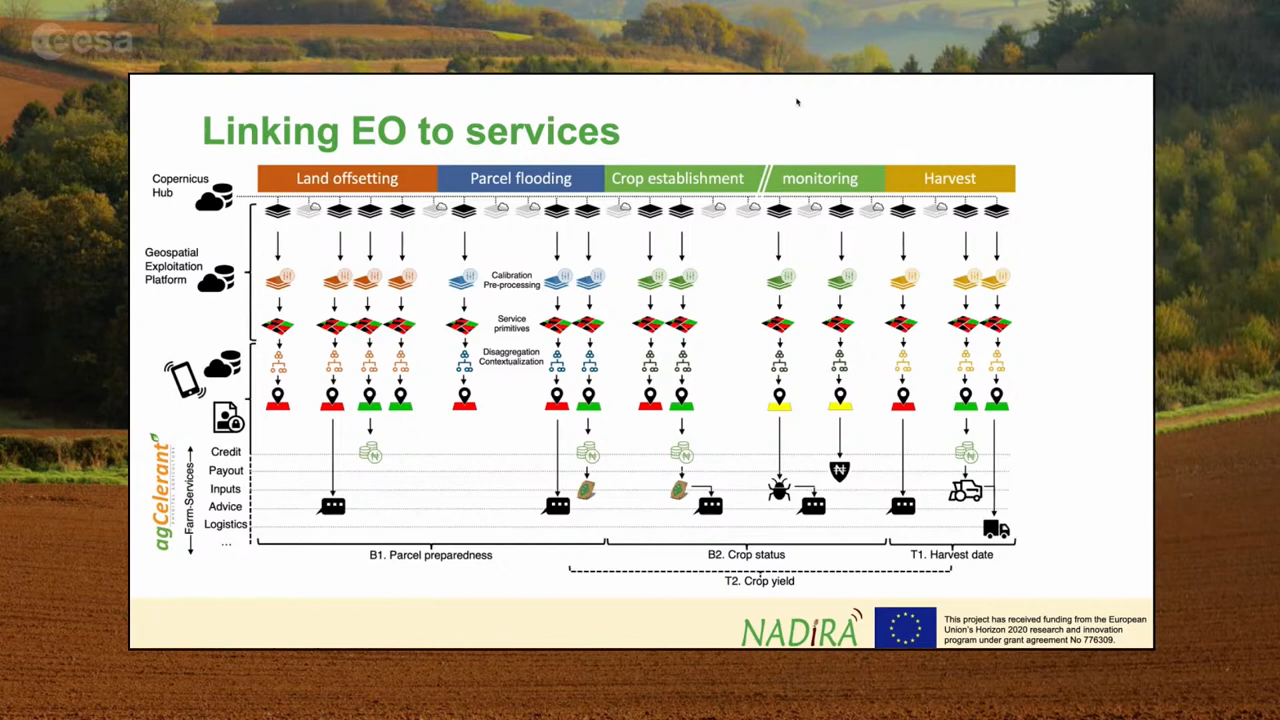 esa
Linking EO to services
Copernicus
Hub
Land offsetting
Parcel flooding
Crop establishment
monitoring
Harvest
Geospatial
Exploitation
Platform
Calibration
Pre-processing
Service
primitives
Disaggregation
Contextualization
agCelerant
Farm-Services
Credit
Payout
Inputs
Advice
Logistics
...
B1. Parcel preparedness
B2. Crop status
T1. Harvest date
T2. Crop yield
NADiRA
This project has received funding from the European
Union's Horizon 2020 research and innovation
program under grant agreement No 776309.